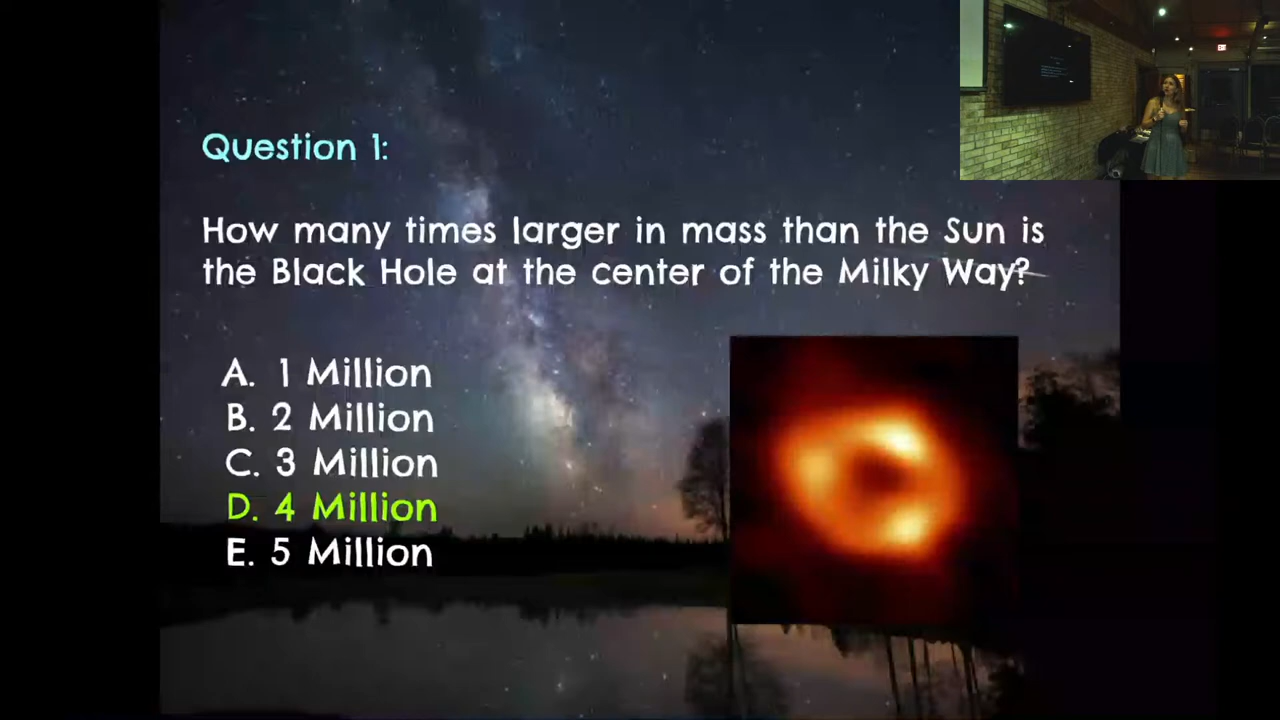 Question 1:
How many times larger in mass than the Sun is
the Black Hole at the center of the Milky Way?
A. 1 Million
B. 2 Million
C. 3 Million
D. 4 Million
E. 5 Million